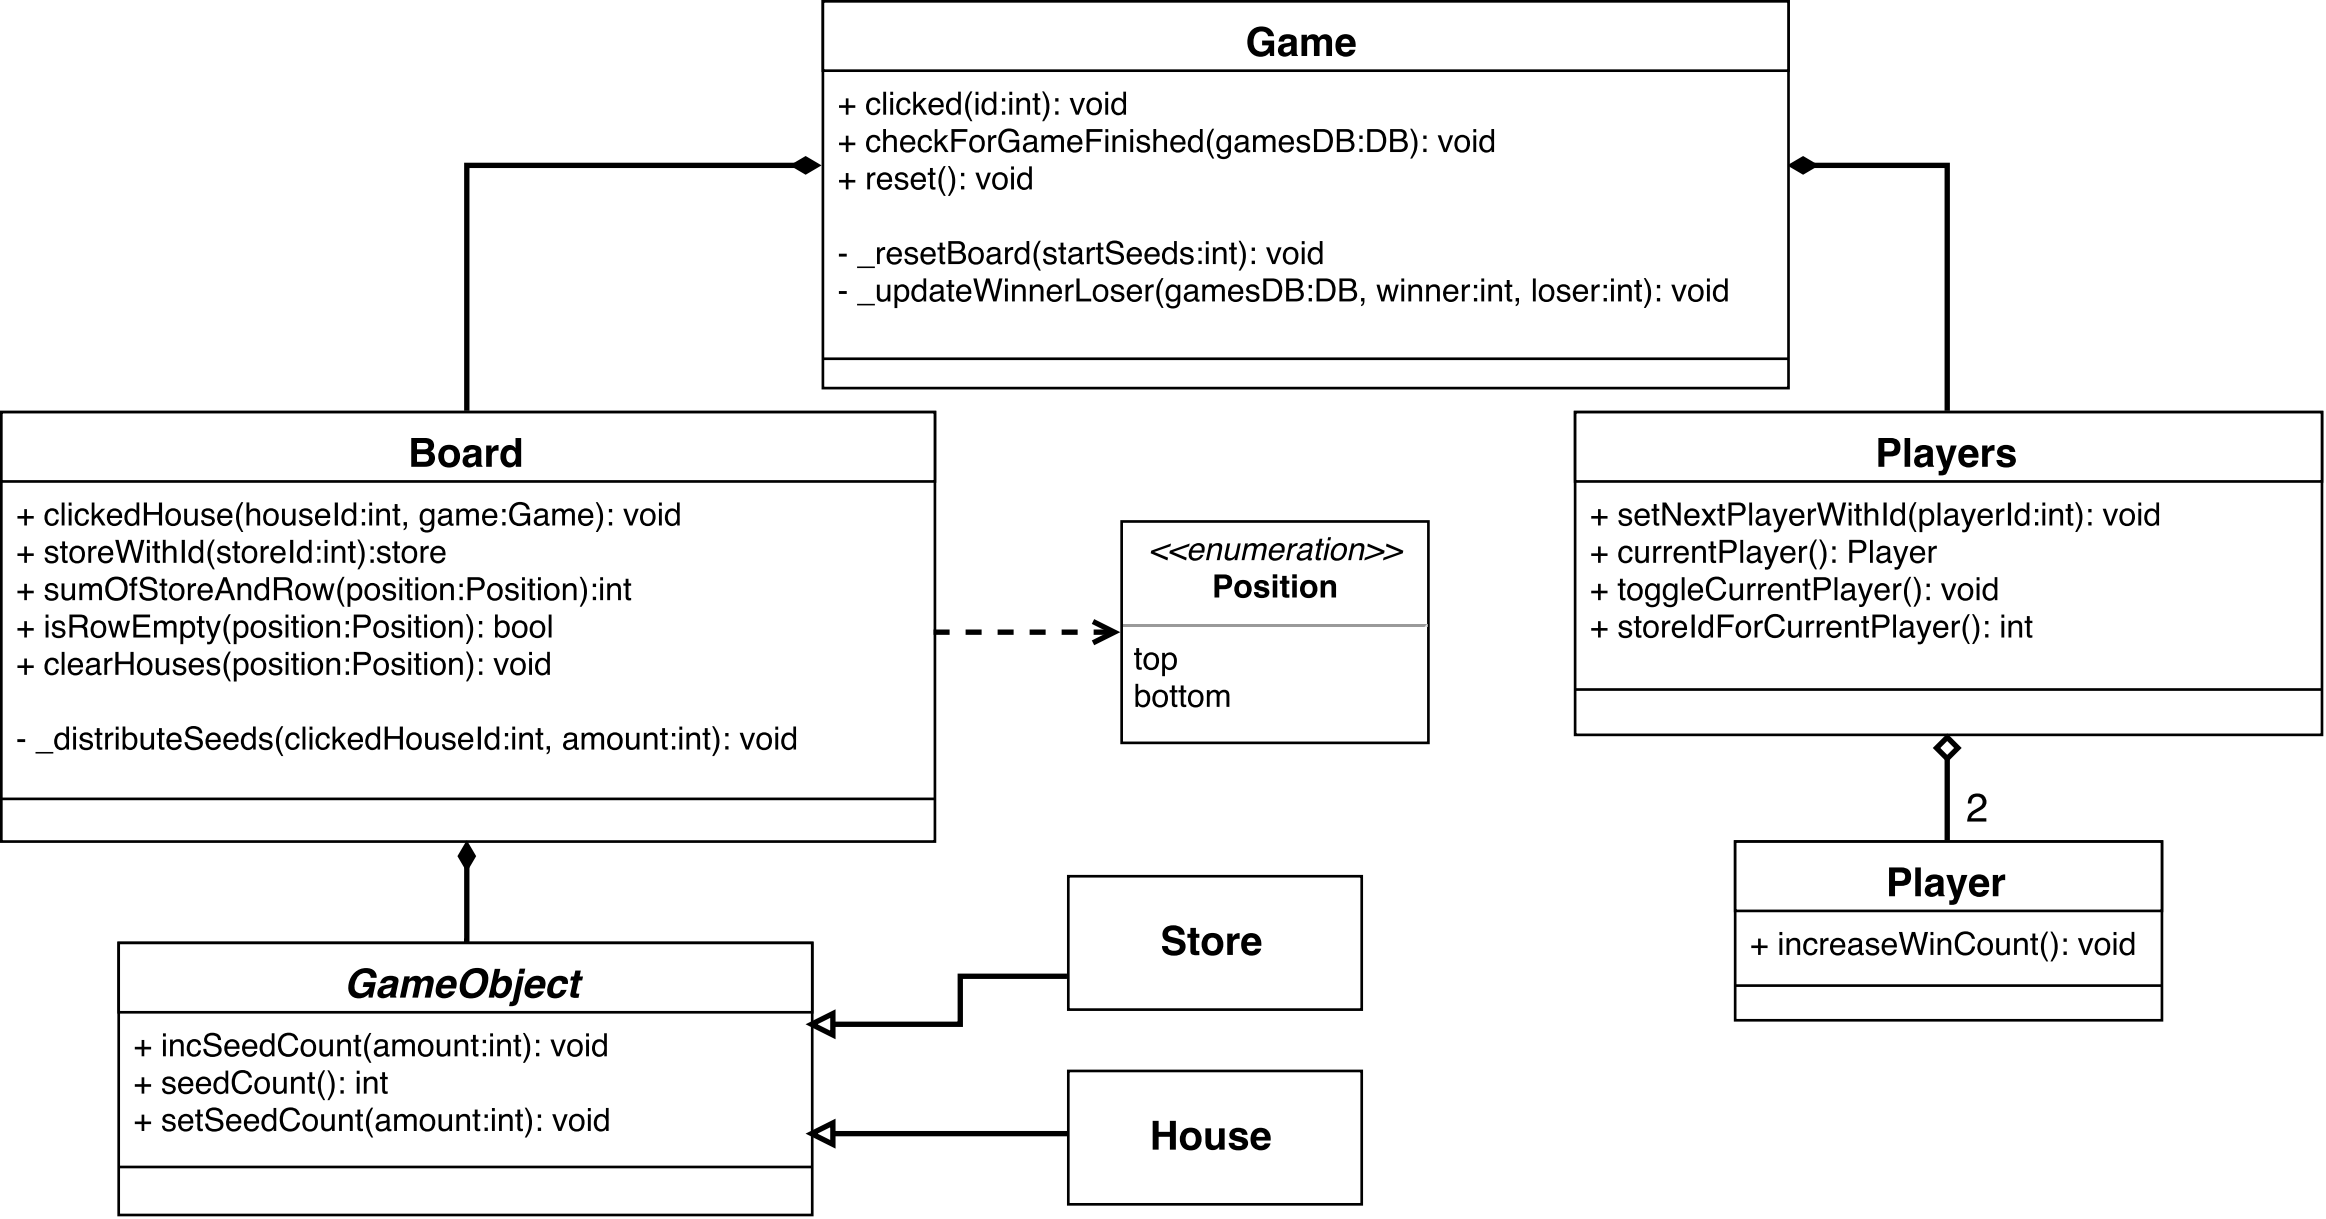 Game
+ clicked(id:int): void
+ checkForGameFinished(gamesDB:DB): void
+ reset(): void
- _resetBoard(startSeeds:int): void
- _updateWinnerLoser(gamesDB:DB, winner:int, loser:int): void
Board
+ clickedHouse(houseId:int, game:Game): void
+ storeWithId(storeId:int):store
+ sumOfStoreAndRow(position:Position):int
+ isRowEmpty(position:Position): bool
+ clearHouses(position:Position): void
- _distributeSeeds(clickedHouseId:int, amount:int): void
<<enumeration>>
Position
top
bottom
Players
+ setNextPlayerWithId(playerId:int): void
+ currentPlayer(): Player
+ toggleCurrentPlayer(): void
+ storeIdForCurrentPlayer(): int
2
Player
+ increaseWinCount(): void
GameObject
+ incSeedCount(amount:int): void
+ seedCount(): int
+ setSeedCount(amount:int): void
Store
House